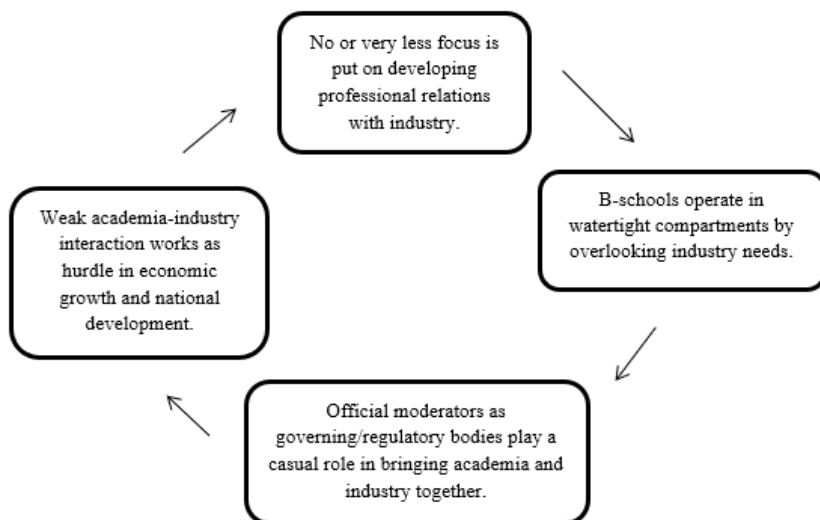 No or very less focus is
put on developing
professional relations
with industry.
B-schools operate in
watertight compartments by
overlooking industry needs.
Official moderators as
governing/regulatory bodies play a
casual role in bringing academia and
industry together.
Weak academia-industry
interaction works as
hurdle in economic
growth and national
development.